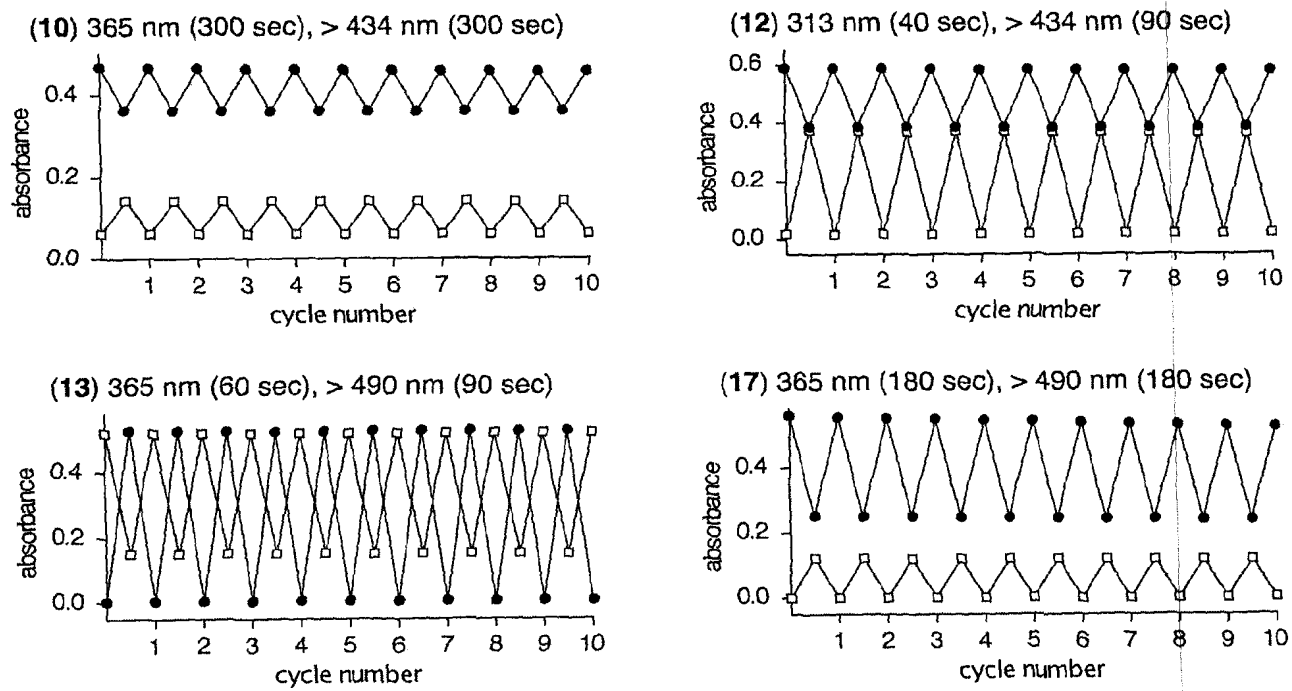 (10) 365 nm (300 sec), > 434 nm (300 sec)
absorbance
0.4
0.2
0.0
1 2 3 4 5 6 7 8 9 10
cycle number
(12) 313 nm (40 sec), > 434 nm (90 sec)
absorbance
0.6
0.4
0.2
0.0
1 2 3 4 5 6 7 8 9 10
cycle number
(13) 365 nm (60 sec), > 490 nm (90 sec)
absorbance
0.4
0.2
0.0
1 2 3 4 5 6 7 8 9 10
cycle number
(17) 365 nm (180 sec), > 490 nm (180 sec)
absorbance
0.4
0.2
0.0
1 2 3 4 5 6 7 8 9 10
cycle number